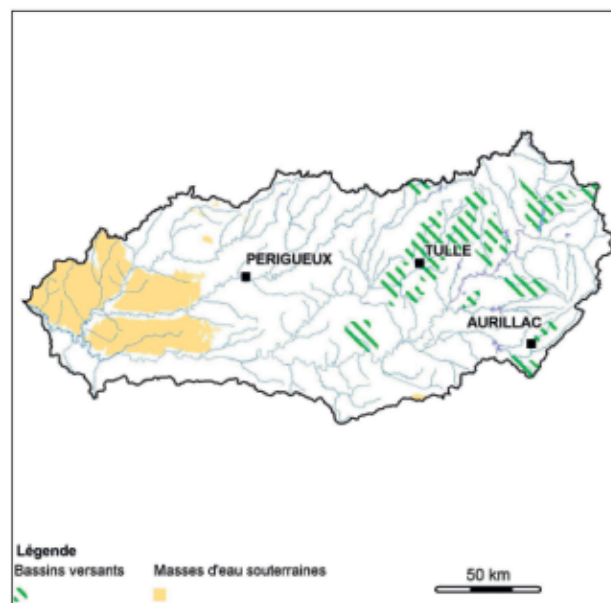 PERIGUEUX
TULLE
AURILLAC
Légende
Bassins versants
Masses d'eau souterraines
50 km